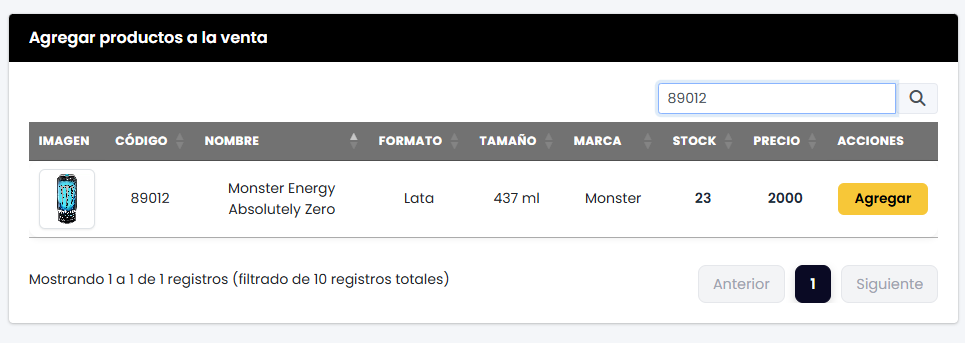 Agregar productos a la venta
89012
IMAGEN CÓDIGO NOMBRE FORMATO TAMAÑO MARCA STOCK PRECIO ACCIONES
89012 Monster Energy Absolutely Zero Lata 437 ml Monster 23 2000 Agregar
Mostrando 1 a 1 de 1 registros (filtrado de 10 registros totales)
Anterior 1 Siguiente